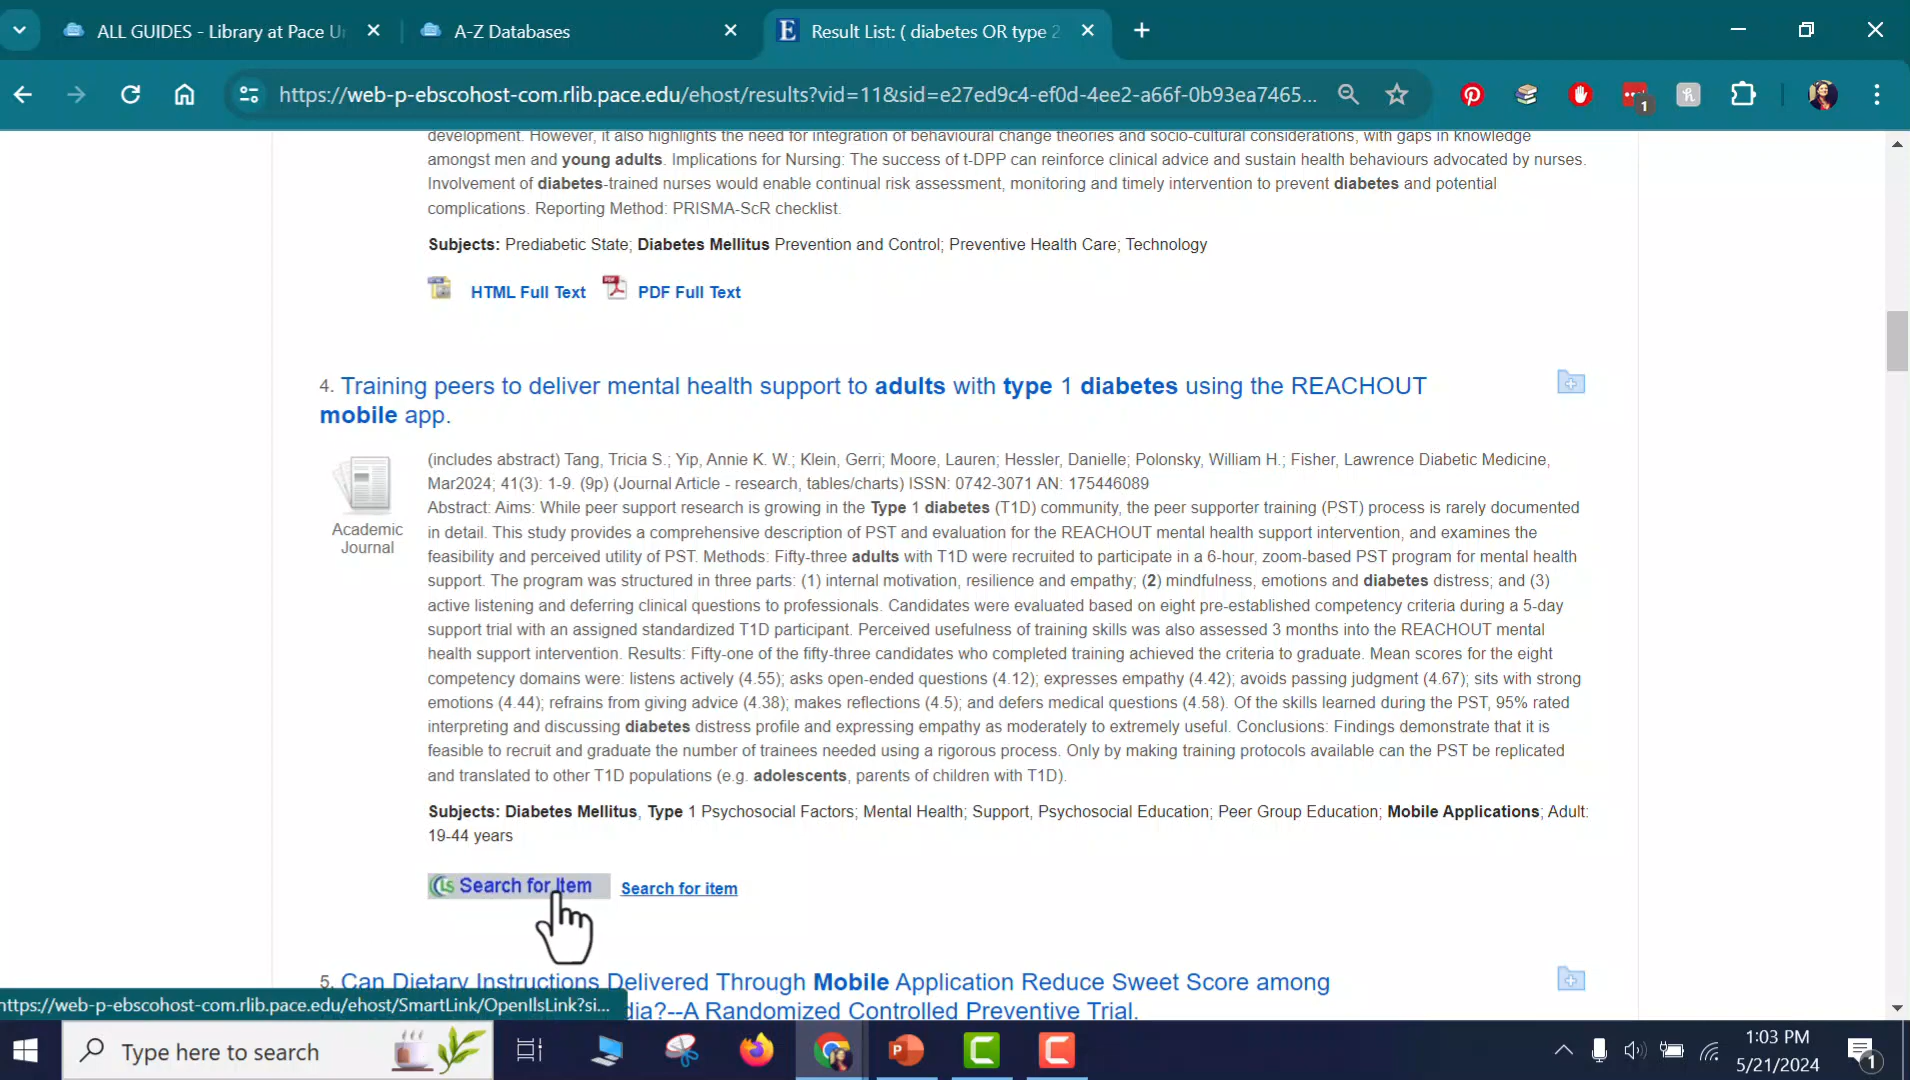 ALL GUIDES - Library at Pace U
A-Z Databases
Result List: ( diabetes OR type 2
https://web-p-ebscohost-com.rlib.pace.edu/ehost/results?vid=11&sid=e27ed9c4-ef0d-4ee2-a66f-0b93ea7465...
1
development. However, it also highlights the need for integration of behavioural change theories and socio-cultural considerations, with gaps in knowledge
amongst men and young adults. Implications for Nursing: The success of t-DPP can reinforce clinical advice and sustain health behaviours advocated by nurses.
Involvement of diabetes-trained nurses would enable continual risk assessment, monitoring and timely intervention to prevent diabetes and potential
complications. Reporting Method: PRISMA-ScR checklist.
Subjects: Prediabetic State; Diabetes Mellitus Prevention and Control; Preventive Health Care; Technology
HTML Full Text PDF Full Text
4. Training peers to deliver mental health support to adults with type 1 diabetes using the REACHOUT
mobile app.
Academic
Journal
(includes abstract) Tang, Tricia S.; Yip, Annie K. W.; Klein, Gerri; Moore, Lauren; Hessler, Danielle; Polonsky, William H.; Fisher, Lawrence Diabetic Medicine,
Mar2024; 41(3): 1-9. (9p) (Journal Article - research, tables/charts) ISSN: 0742-3071 AN: 175446089
Abstract: Aims: While peer support research is growing in the Type 1 diabetes (T1D) community, the peer supporter training (PST) process is rarely documented
in detail. This study provides a comprehensive description of PST and evaluation for the REACHOUT mental health support intervention, and examines the
feasibility and perceived utility of PST. Methods: Fifty-three adults with T1D were recruited to participate in a 6-hour, zoom-based PST program for mental health
support. The program was structured in three parts: (1) internal motivation, resilience and empathy; (2) mindfulness, emotions and diabetes distress; and (3)
active listening and deferring clinical questions to professionals. Candidates were evaluated based on eight pre-established competency criteria during a 5-day
support trial with an assigned standardized T1D participant. Perceived usefulness of training skills was also assessed 3 months into the REACHOUT mental
health support intervention. Results: Fifty-one of the fifty-three candidates who completed training achieved the criteria to graduate. Mean scores for the eight
competency domains were: listens actively (4.55); asks open-ended questions (4.12); expresses empathy (4.42); avoids passing judgment (4.67); sits with strong
emotions (4.44); refrains from giving advice (4.38); makes reflections (4.5); and defers medical questions (4.58). Of the skills learned during the PST, 95% rated
interpreting and discussing diabetes distress profile and expressing empathy as moderately to extremely useful. Conclusions: Findings demonstrate that it is
feasible to recruit and graduate the number of trainees needed using a rigorous process. Only by making training protocols available can the PST be replicated
and translated to other T1D populations (e.g. adolescents, parents of children with T1D).
Subjects: Diabetes Mellitus, Type 1 Psychosocial Factors; Mental Health; Support, Psychosocial Education; Peer Group Education; Mobile Applications; Adult:
19-44 years
LS Search for Item Search for item
5. Can Dietary Instructions Delivered Through Mobile Application Reduce Sweet Score among
dia?--A Randomized Controlled Preventive Trial.
https://web-p-ebscohost-com.rlib.pace.edu/ehost/SmartLink/OpenIlsLink?si...
Type here to search
1:03 PM
5/21/2024
1